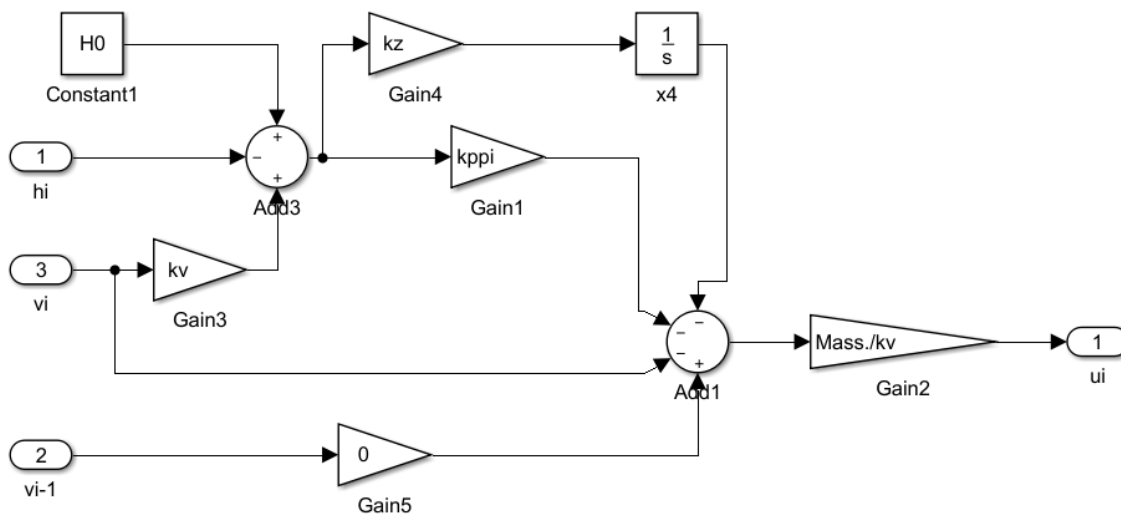 H0
Constant1
kz
Gain4
1
s
x4
+
−
+
Add3
1
hi
kppi
Gain1
3
vi
kv
Gain3
−
−
−
+
Add1
Mass./kv
Gain2
1
ui
2
vi-1
0
Gain5